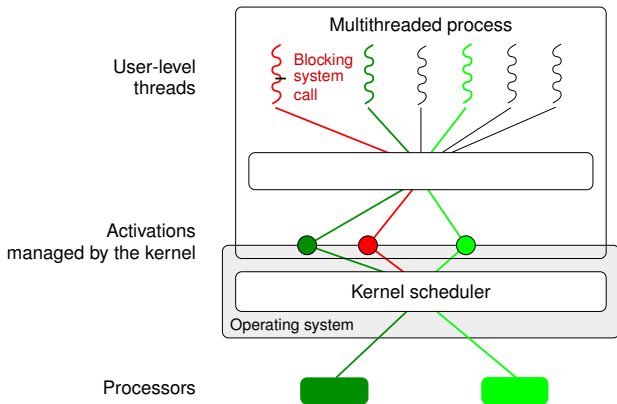 Multithreaded process
User-level
threads
Blocking
system
call
Activations
managed by the kernel
Kernel scheduler
Operating system
Processors